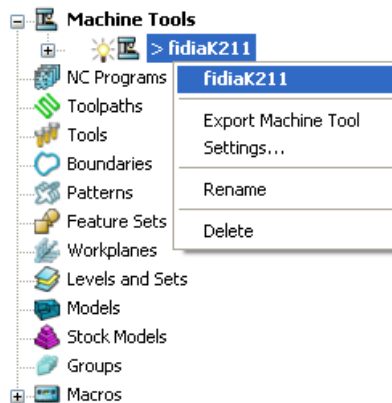 Machine Tools
> fidiaK211
NC Programs
Toolpaths
Tools
Boundaries
Patterns
Feature Sets
Workplanes
Levels and Sets
Models
Stock Models
Groups
Macros
fidiaK211
Export Machine Tool
Settings...
Rename
Delete